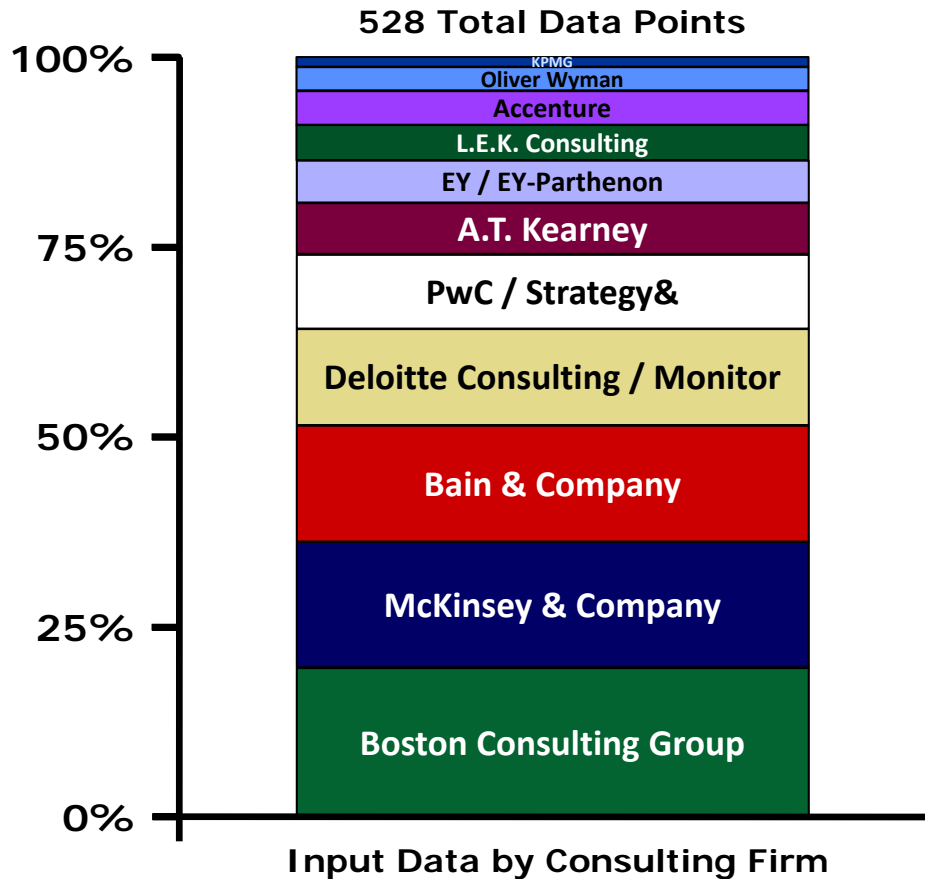 528 Total Data Points
100%
KPMG
Oliver Wyman
Accenture
L.E.K. Consulting
EY / EY-Parthenon
A.T. Kearney
75%
PwC / Strategy&
Deloitte Consulting / Monitor
50%
Bain & Company
McKinsey & Company
25%
Boston Consulting Group
0%
Input Data by Consulting Firm